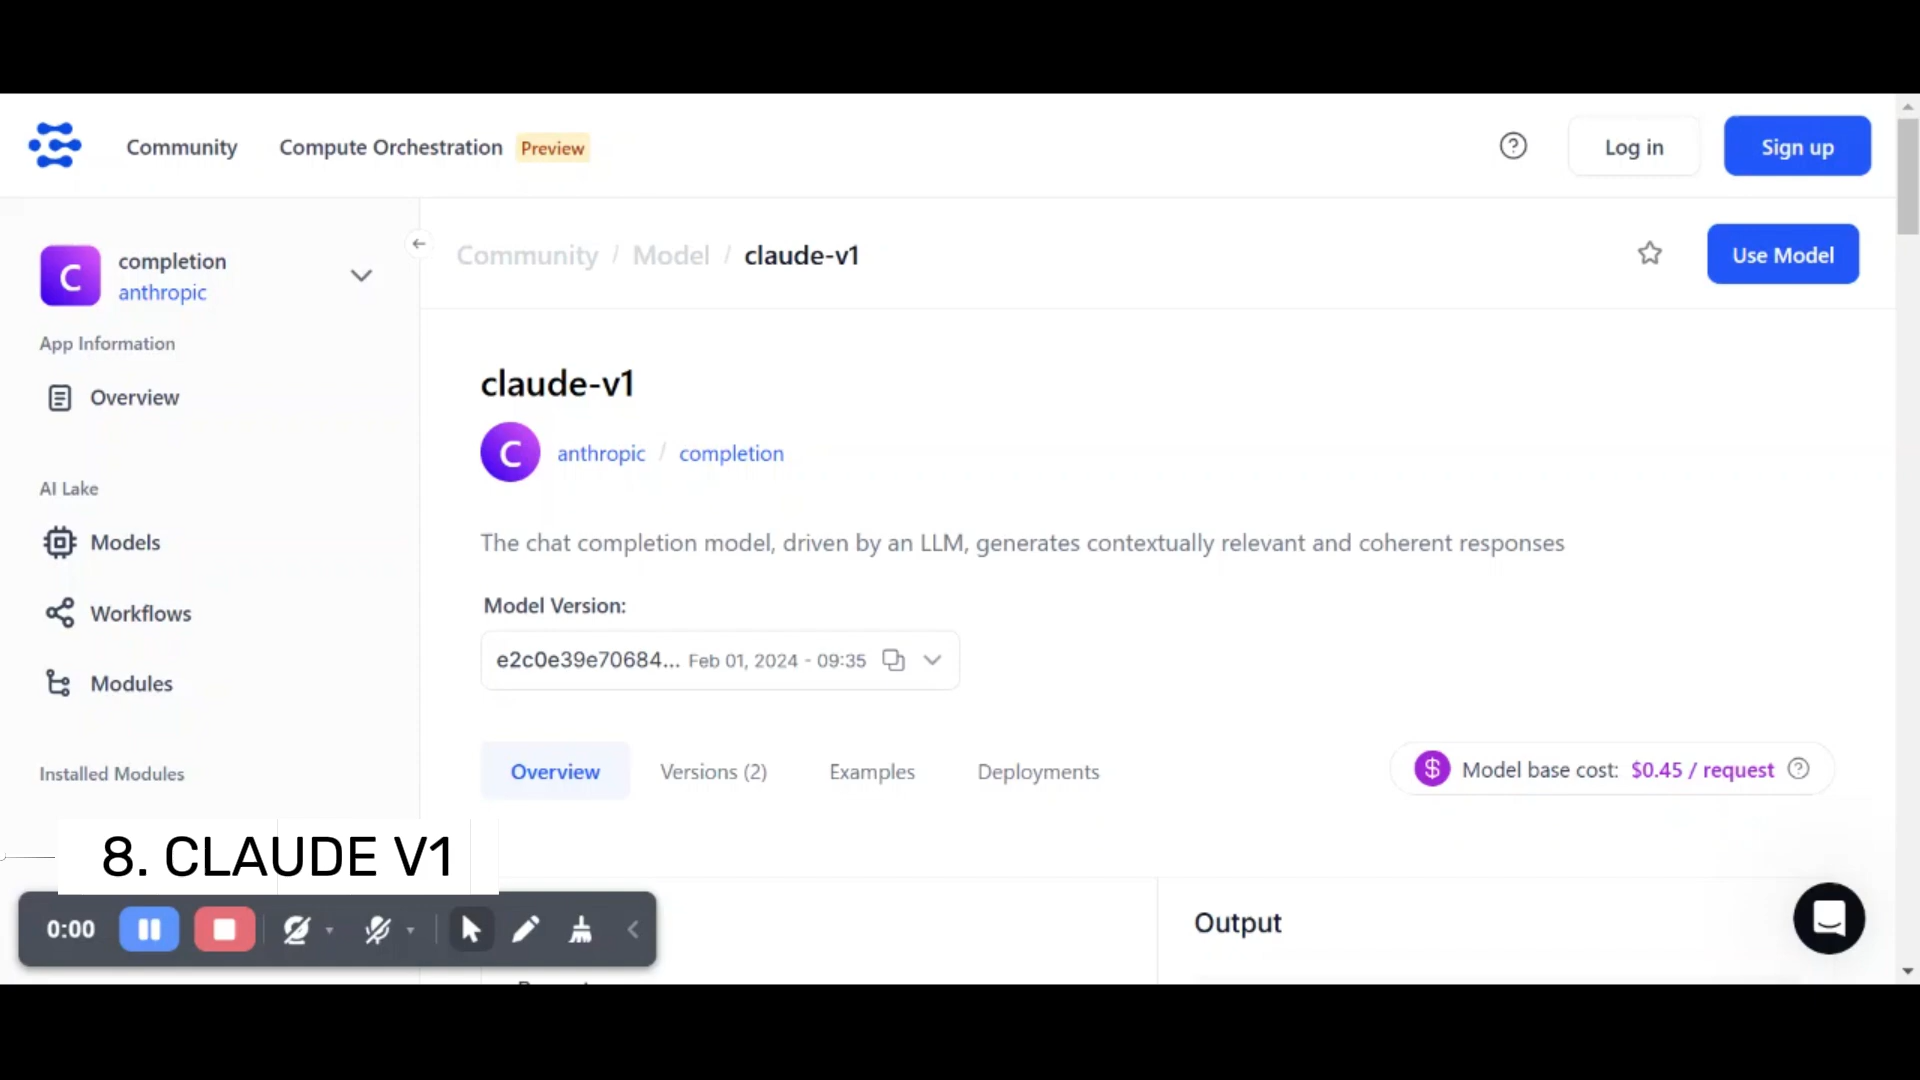 Community Compute Orchestration Preview Log in Sign up
C completion
anthropic
Community / Model / claude-v1 Use Model
App Information
Overview
claude-v1
C anthropic / completion
AI Lake
Models
The chat completion model, driven by an LLM, generates contextually relevant and coherent responses
Model Version:
Workflows
e2c0e39e70684... Feb 01, 2024 - 09:35
Modules
Installed Modules
Overview Versions (2) Examples Deployments $ Model base cost: $0.45 / request
8. CLAUDE V1
0:00
Output